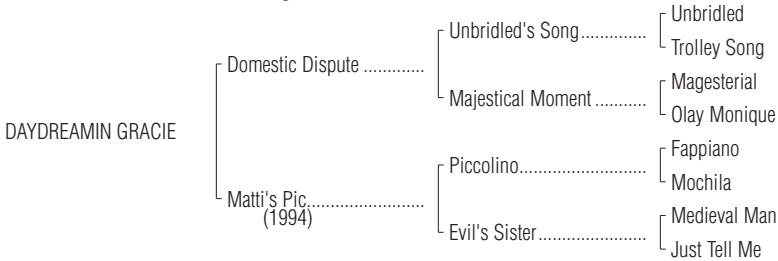 Unbridled
Unbridled's Song..............
Trolley Song
Domestic Dispute .............
Magesterial
Majestical Moment ...........
Olay Monique
DAYDREAMIN GRACIE
Fappiano
Piccolino...........................
Mochila
Matti's Pic.........................
(1994)
Medieval Man
Evil's Sister.......................
Just Tell Me